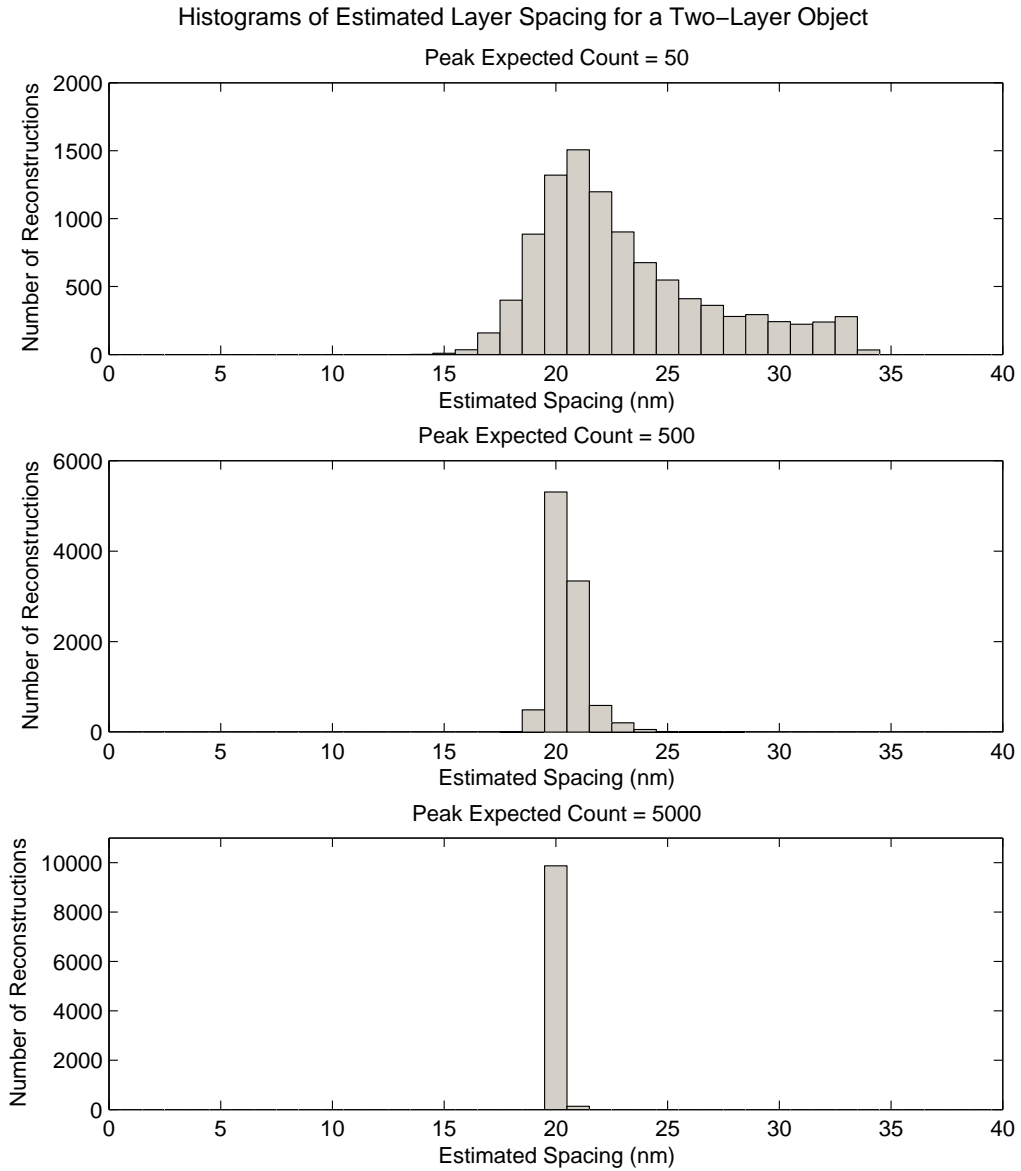 Histograms of Estimated Layer Spacing for a Two−Layer Object
Peak Expected Count = 50
Number of Reconstructions
2000
1500
1000
500
0
0 5 10 15 20 25 30 35 40
Estimated Spacing (nm)
Peak Expected Count = 500
Number of Reconstructions
6000
4000
2000
0
0 5 10 15 20 25 30 35 40
Estimated Spacing (nm)
Peak Expected Count = 5000
Number of Reconstructions
10000
8000
6000
4000
2000
0
0 5 10 15 20 25 30 35 40
Estimated Spacing (nm)